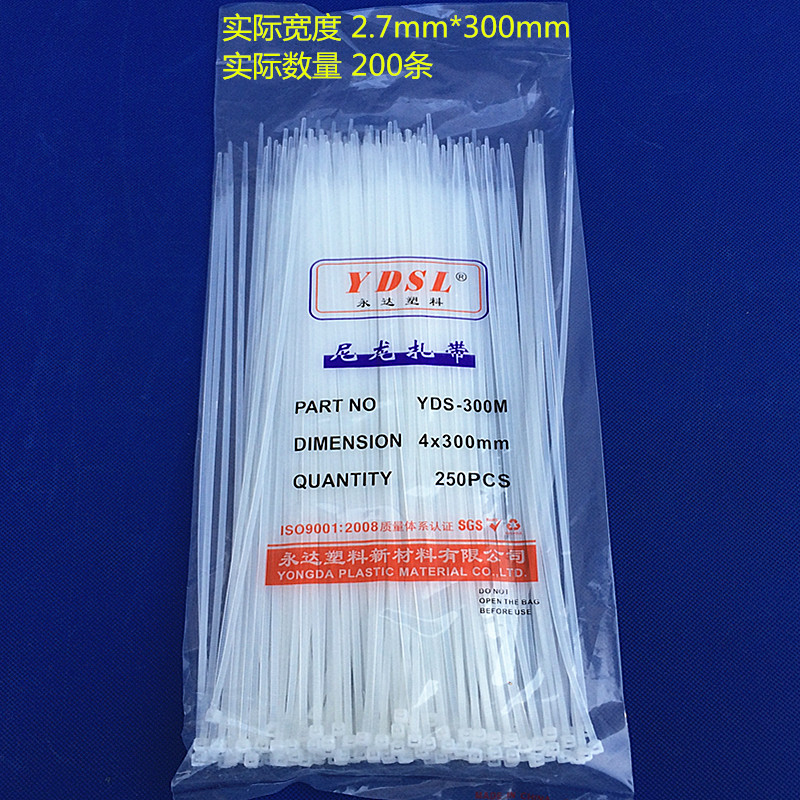 实际宽度 2.7mm*300mm
实际数量 200条
YDSL®
永达塑料
尼龙扎带
PART NO YDS-300M
DIMENSION 4x300mm
QUANTITY 250PCS
ISO9001:2008质量体系认证 SGS
永达塑料新材料有限公司
YONGDA PLASTIC MATERIAL CO.,LTD.
DO NOT
OPEN THE BAG
BEFORE USE